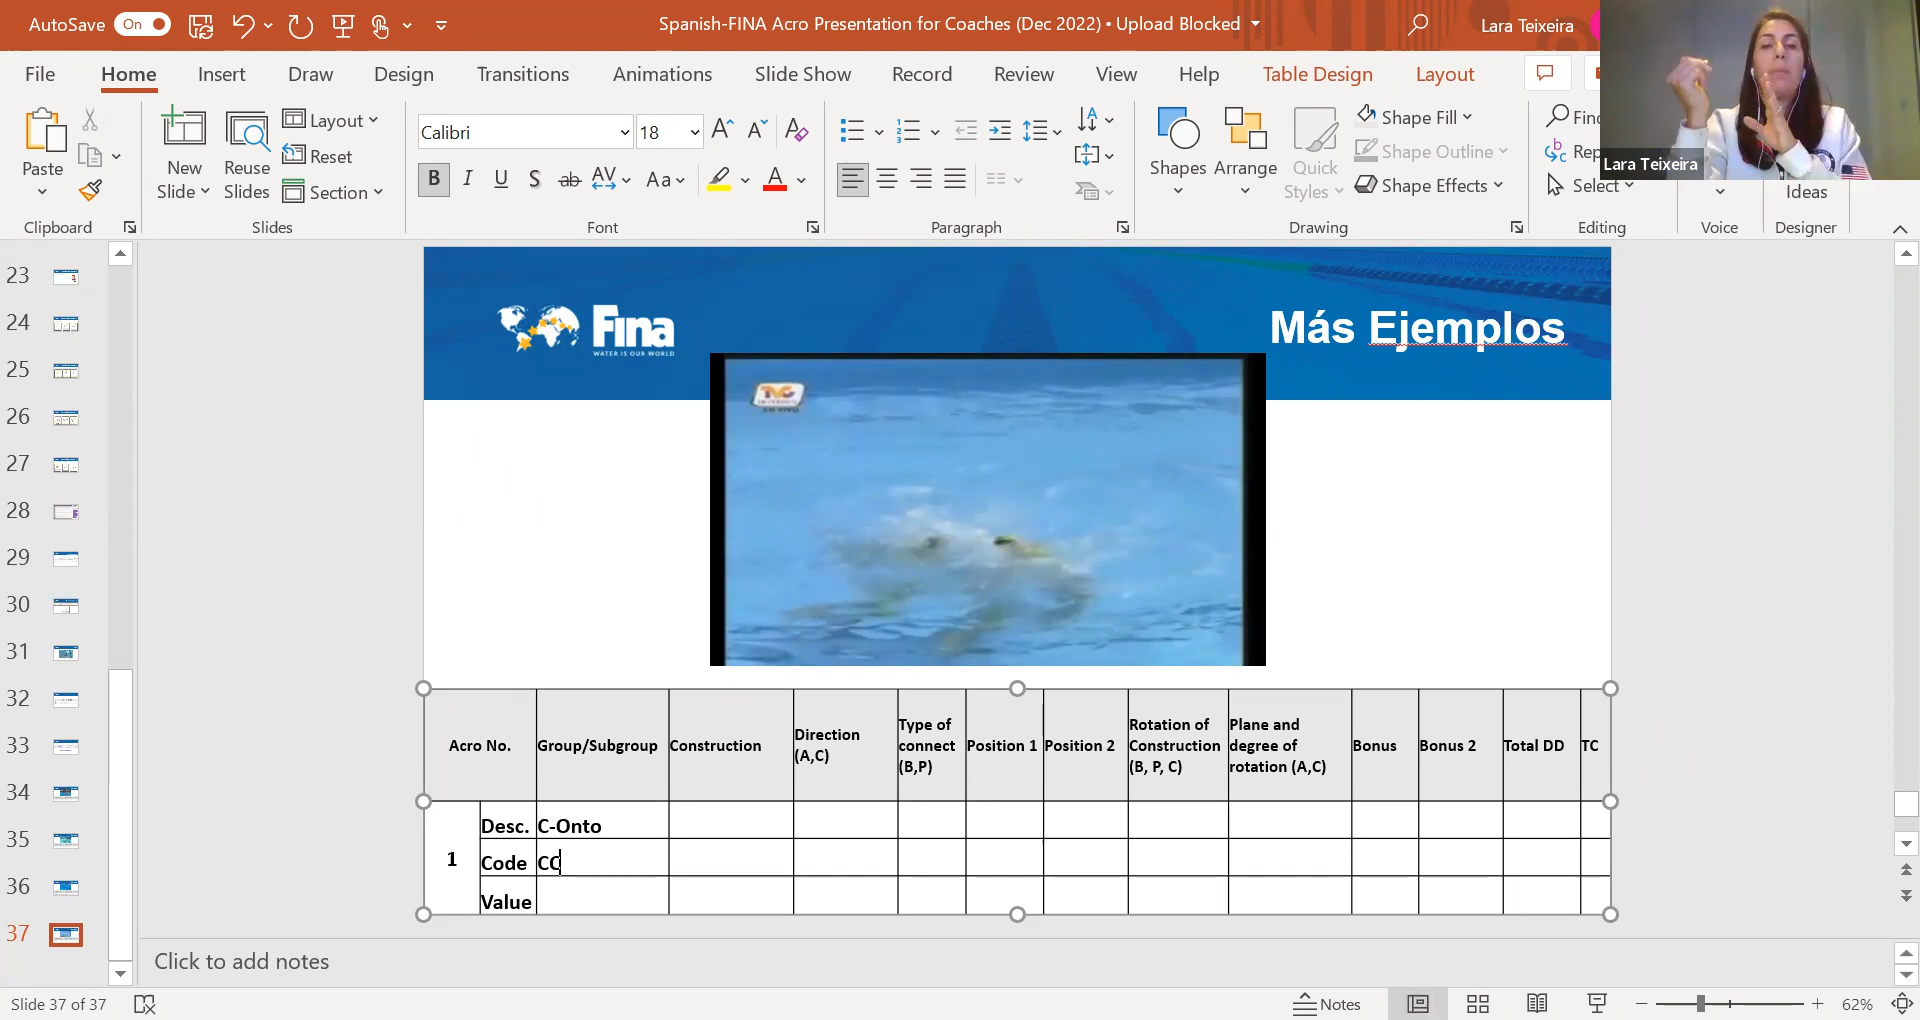 AutoSave On
Spanish-FINA Acro Presentation for Coaches (Dec 2022) • Upload Blocked
Lara Teixeira
File Home Insert Draw Design Transitions Animations Slide Show Record Review View Help Table Design Layout
Paste
Clipboard
New Slide
Reuse Slides
Layout
Reset
Section
Slides
Calibri 18
B I U S ab AV Aa A
Font
Paragraph
Shapes
Arrange
Quick Styles
Shape Fill
Shape Outline
Shape Effects
Drawing
Select
Editing
Voice
Ideas
Designer
Lara Teixeira
23
24
25
26
27
28
29
30
31
32
33
34
35
36
37
Fina
WATER IS OUR WORLD
Más Ejemplos
TVC
EN VIVO
Acro No. Group/Subgroup Construction Direction (A,C) Type of connect (B,P) Position 1 Position 2 Rotation of Construction (B, P, C) Plane and degree of rotation (A,C) Bonus Bonus 2 Total DD TC
1
Desc. C-Onto
Code CC
Value
Click to add notes
Slide 37 of 37
Notes
62%